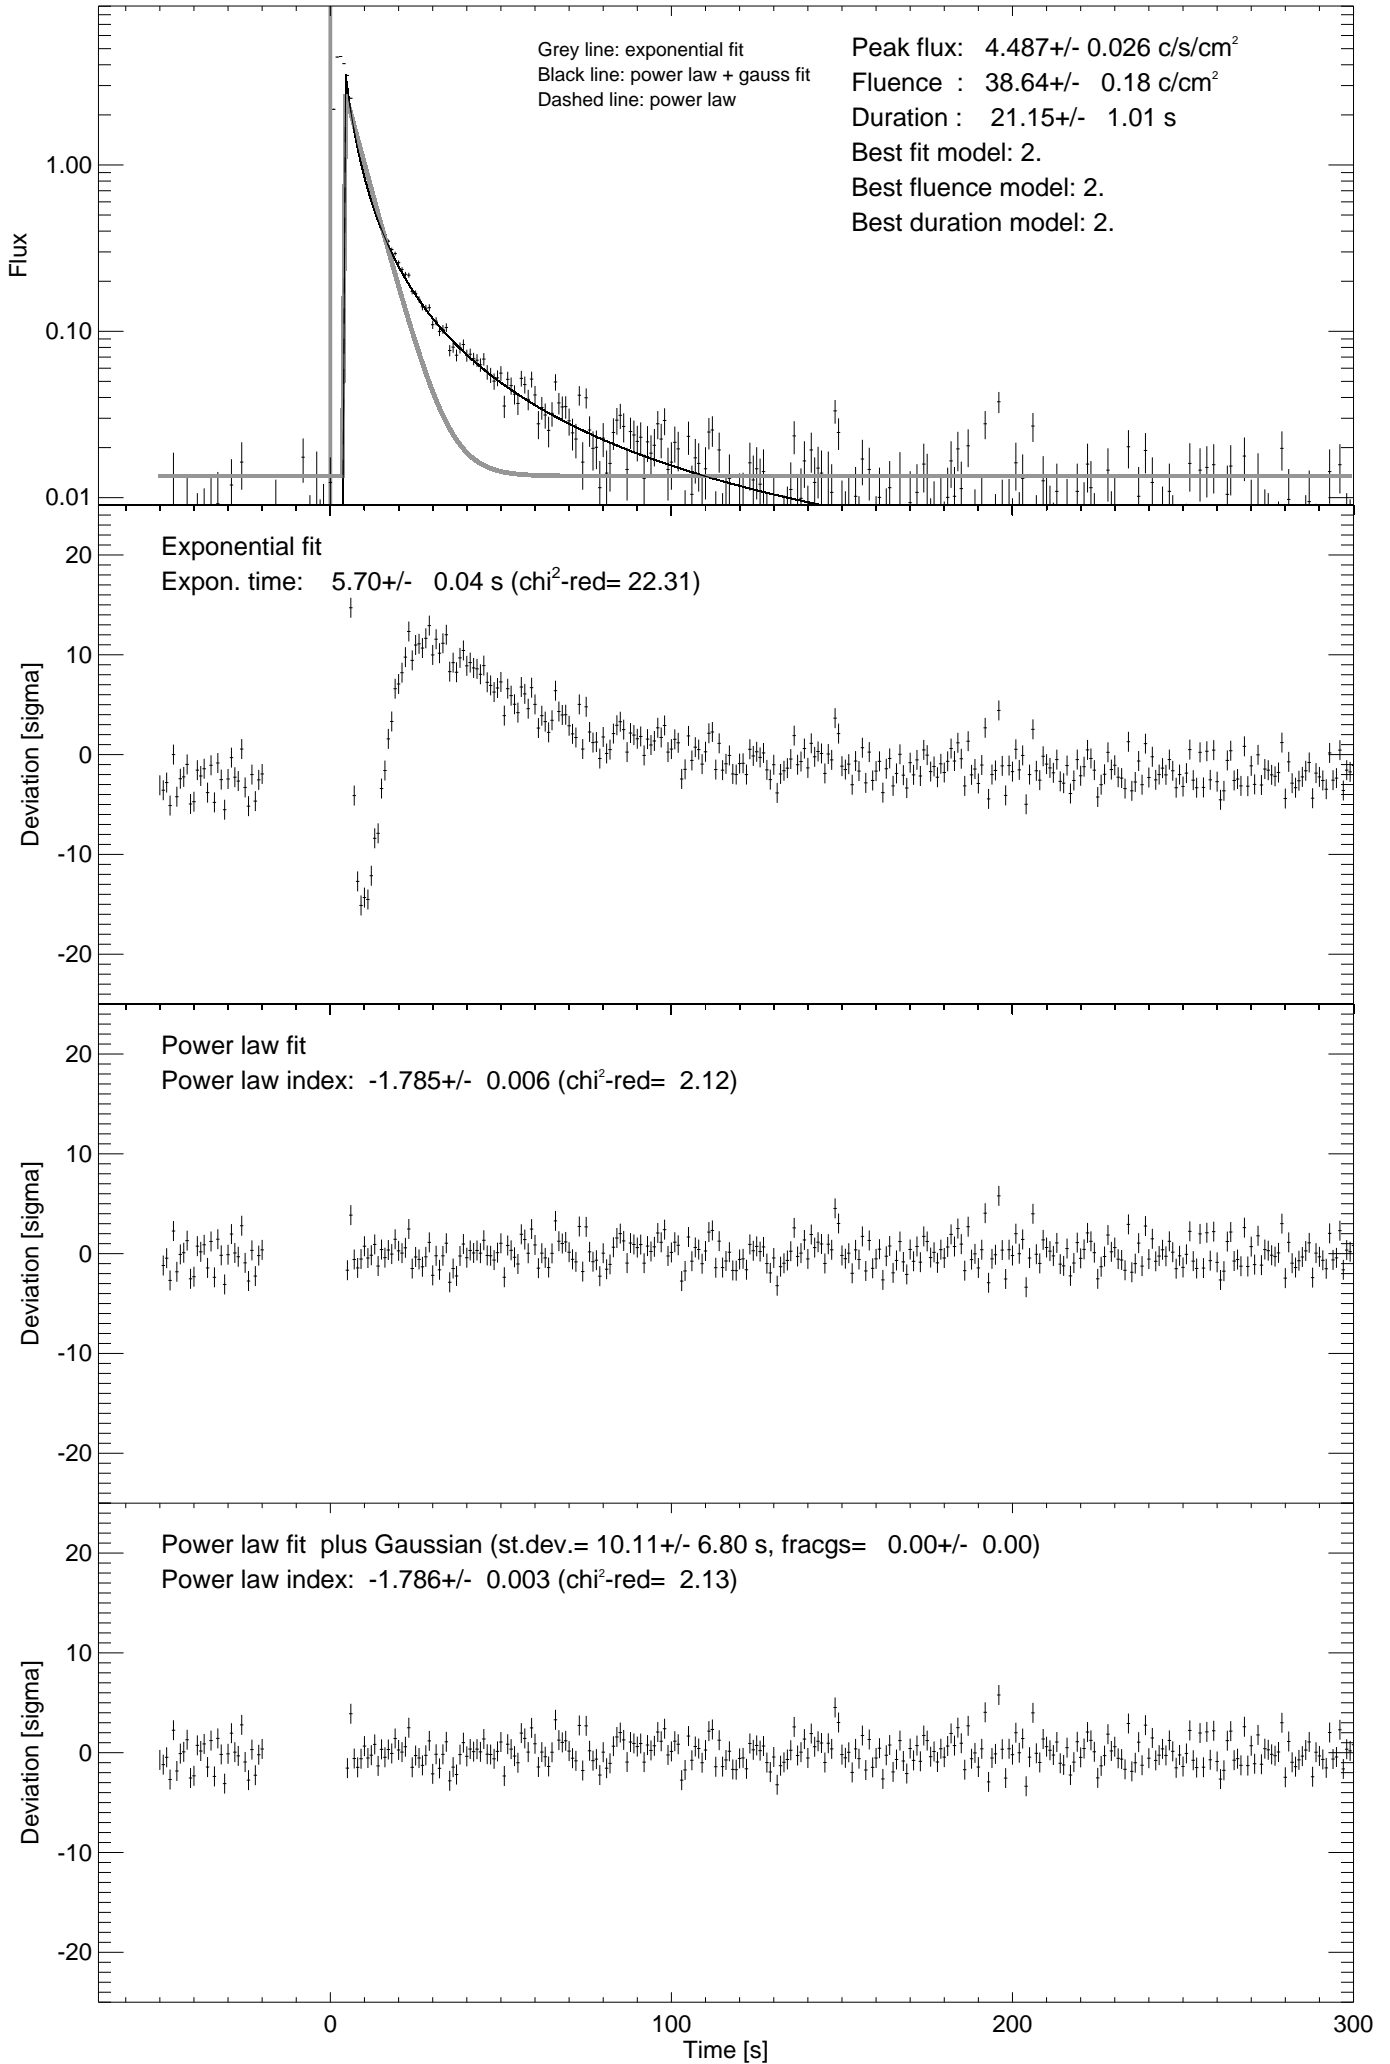 Grey line: exponential fit
Black line: power law + gauss fit
Dashed line: power law
Peak flux: 4.487+/- 0.026 c/s/cm²
Fluence : 38.64+/- 0.18 c/cm²
Duration : 21.15+/- 1.01 s
Best fit model: 2.
Best fluence model: 2.
Best duration model: 2.
1.00
0.10
0.01
Flux
Exponential fit
Expon. time: 5.70+/- 0.04 s (chi²-red= 22.31)
20
10
0
-10
-20
Deviation [sigma]
Power law fit
Power law index: -1.785+/- 0.006 (chi²-red= 2.12)
20
10
0
-10
-20
Deviation [sigma]
Power law fit plus Gaussian (st.dev.= 10.11+/- 6.80 s, fracgs= 0.00+/- 0.00)
Power law index: -1.786+/- 0.003 (chi²-red= 2.13)
20
10
0
-10
-20
Deviation [sigma]
0 100 200 300
Time [s]